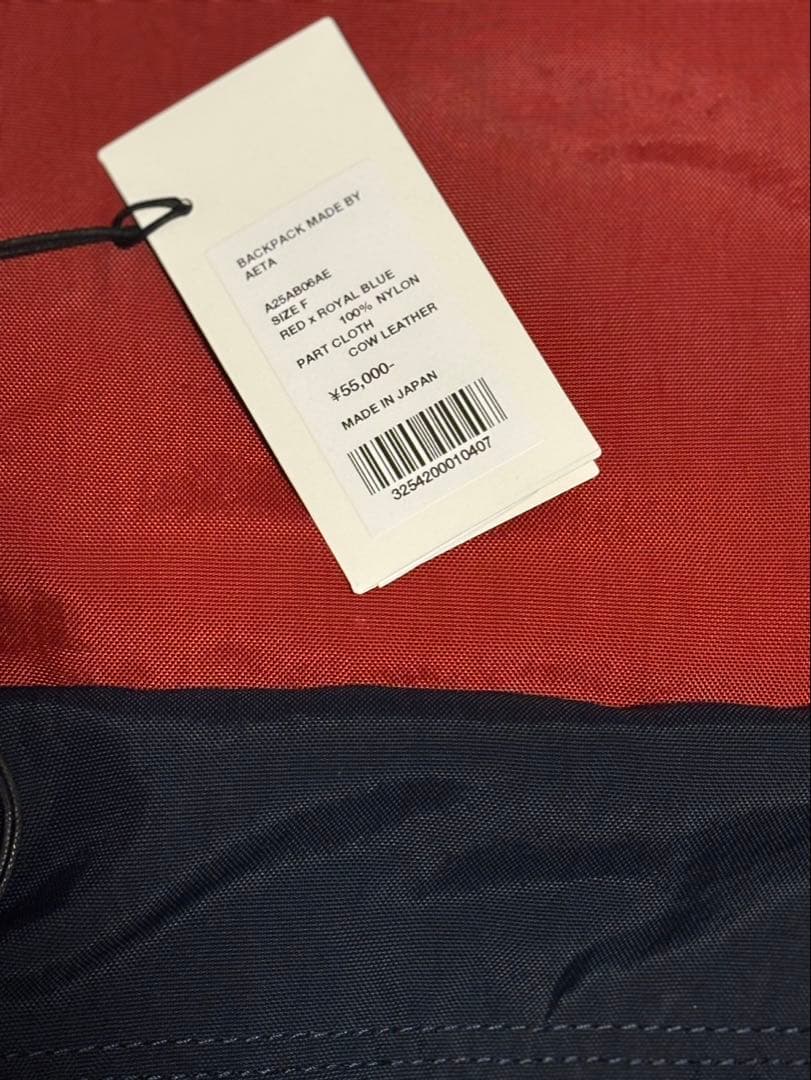 BACKPACK MADE BY
AETA
A25AB06AE
SIZE F
RED x ROYAL BLUE
100% NYLON
PART CLOTH
COW LEATHER
¥55,000-
MADE IN JAPAN
3254200010407